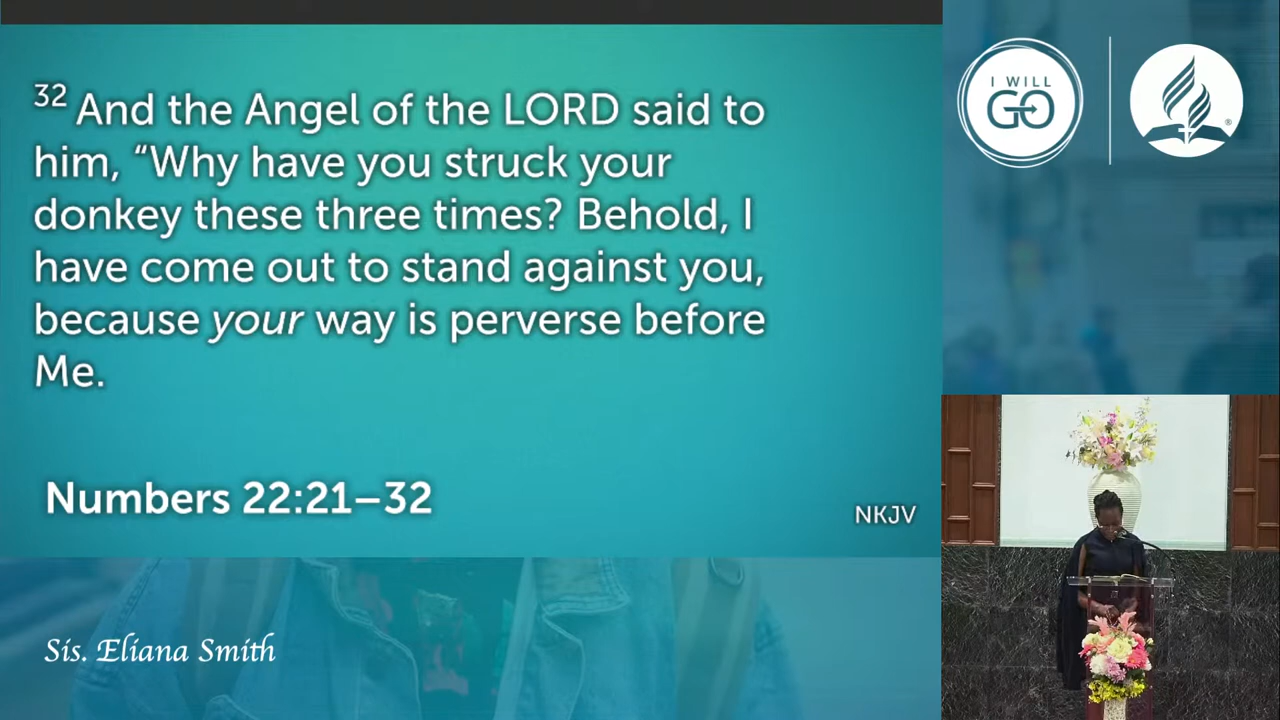 32 And the Angel of the LORD said to
him, “Why have you struck your
donkey these three times? Behold, I
have come out to stand against you,
because your way is perverse before
Me.
Numbers 22:21–32
NKJV
Sis. Eliana Smith
I WILL
GO
®